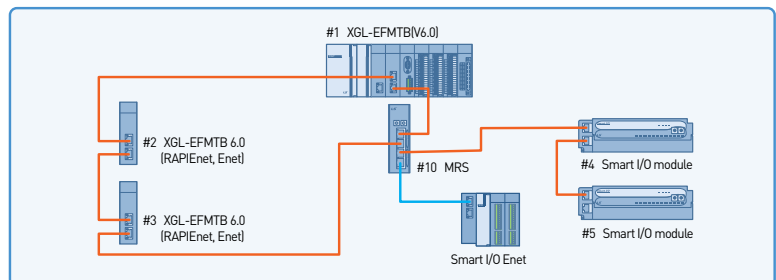 #1 XGL-EFMTB(V6.0)
#2 XGL-EFMTB 6.0
(RAPIEnet, Enet)
#10 MRS
#4 Smart I/O module
#3 XGL-EFMTB 6.0
(RAPIEnet, Enet)
#5 Smart I/O module
Smart I/O Enet